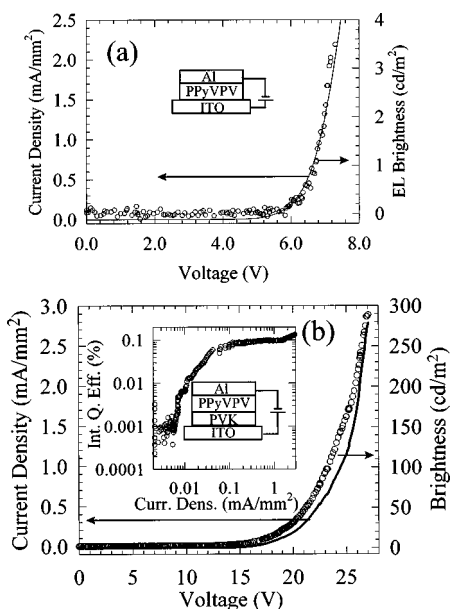 (a)
Current Density (mA/mm²)
2.5
2.0
1.5
1.0
0.5
0.0
Al
PPyVPV
ITO
4
3
2
1
0
EL Brightness (cd/m²)
0.0 2.0 4.0 6.0 8.0
Voltage (V)
(b)
Current Density (mA/mm²)
3.0
2.5
2.0
1.5
1.0
0.5
0.0
Int. Q. Eff. (%)
0.1
0.01
0.001
0.0001
Al
PPyVPV
PVK
ITO
0.01 0.1 1
Curr. Dens. (mA/mm²)
300
250
200
150
100
50
0
Brightness (cd/m²)
0 5 10 15 20 25
Voltage (V)